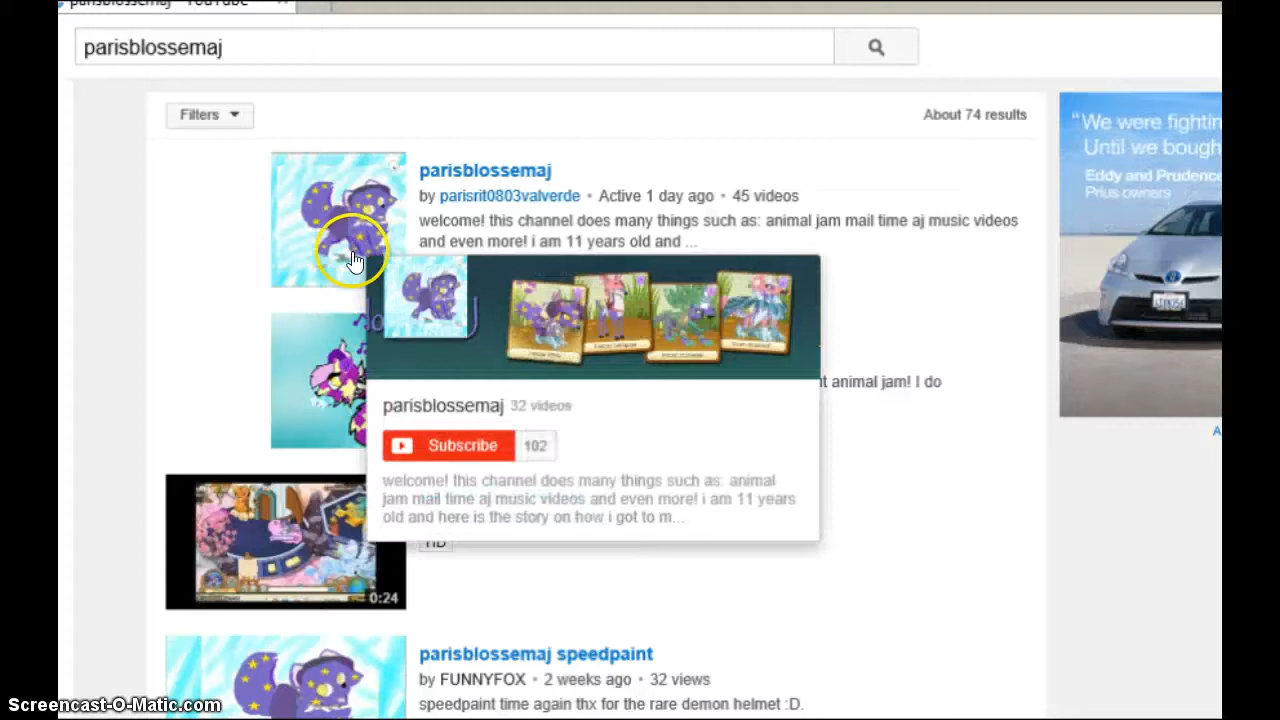 parisblossemaj - YouTube
parisblossemaj
Filters
About 74 results
parisblossemaj
by parisrit0803valverde • Active 1 day ago • 45 videos
welcome! this channel does many things such as: animal jam mail time aj music videos
and even more! i am 11 years old and ...
"We were fightin
Until we bough
Eddy and Prudence
Prius owners
t animal jam! I do
A
parisblossemaj 32 videos
Subscribe 102
welcome! this channel does many things such as: animal
jam mail time aj music videos and even more! i am 11 years
old and here is the story on how i got to m...
HD
0:24
parisblossemaj speedpaint
by FUNNYFOX • 2 weeks ago • 32 views
speedpaint time again thx for the rare demon helmet :D.
Screencast-O-Matic.com